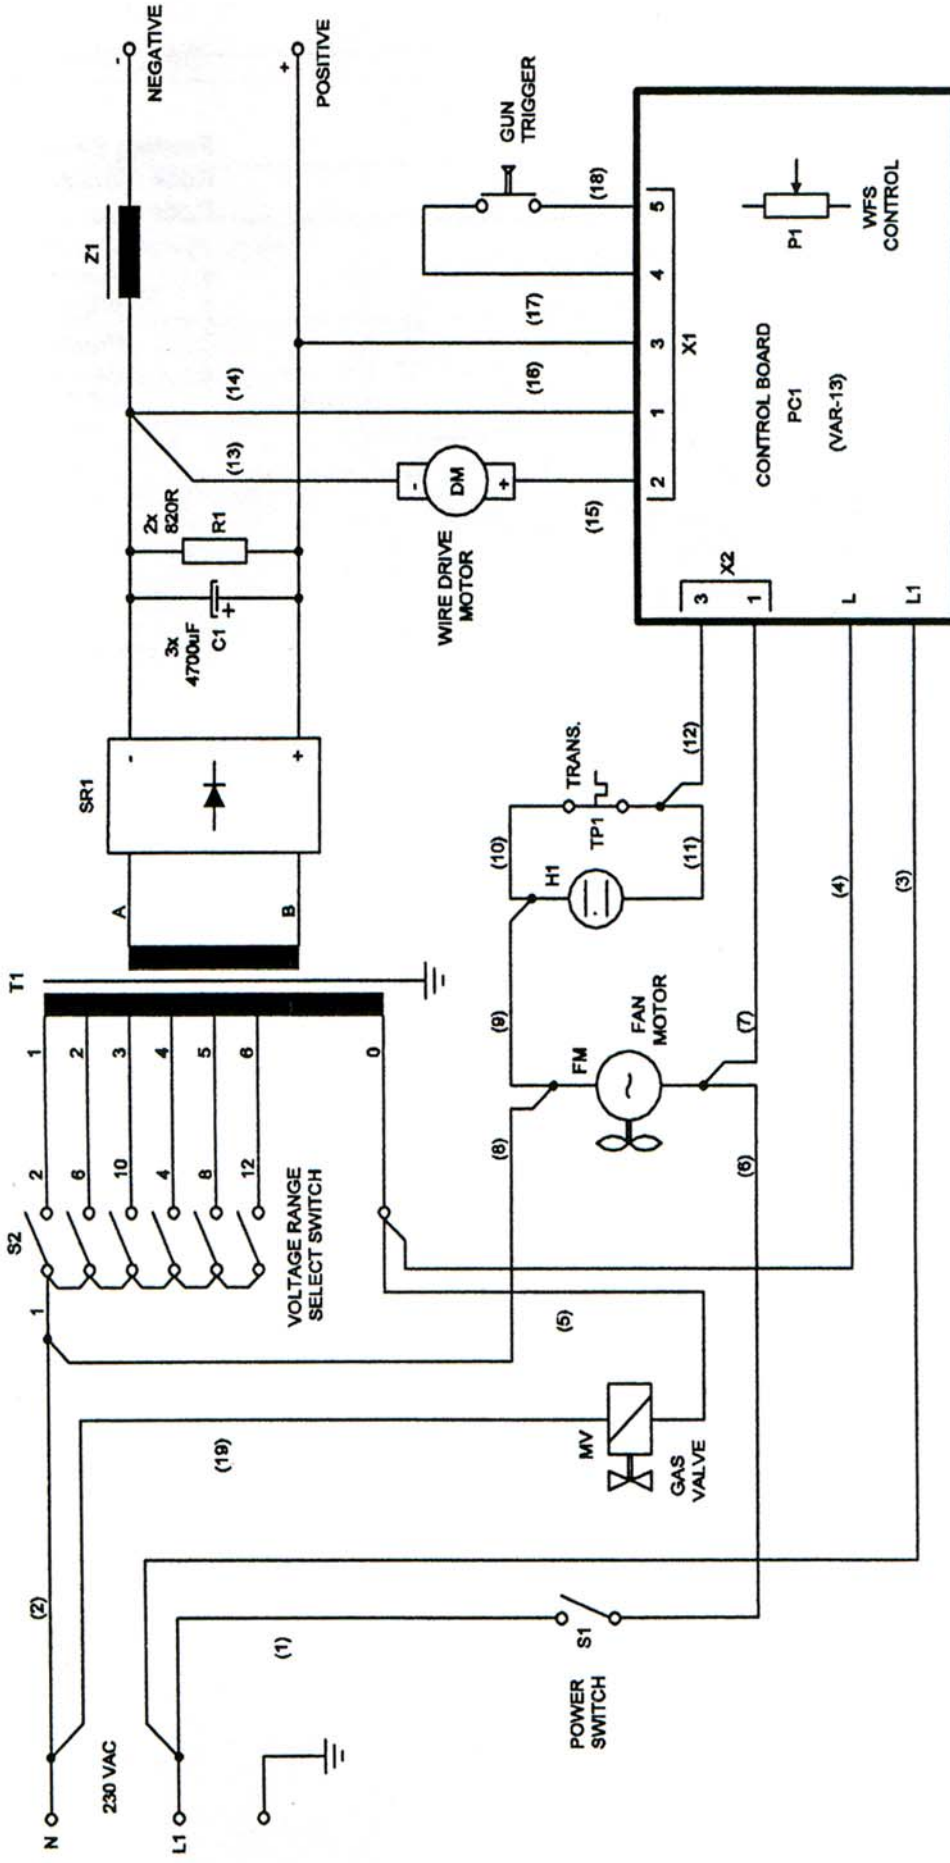 N
230 VAC
L1
(2)
(1)
(19)
POWER
SWITCH
S1
MV
GAS
VALVE
(5)
1
S2
2
6
10
4
8
12
VOLTAGE RANGE
SELECT SWITCH
1
2
3
4
5
6
0
T1
A
B
SR1
-
+
3x
4700uF
C1
+
2x
820R
R1
(13)
(14)
Z1
-
NEGATIVE
+
POSITIVE
(8)
(9)
FM
~
FAN
MOTOR
(6)
(7)
(10)
H1
TRANS.
TP1
(11)
(12)
(4)
(3)
WIRE DRIVE
MOTOR
-
DM
+
(15)
(16)
(17)
(18)
GUN
TRIGGER
2
1
3
4
5
X1
X2
3
1
L
L1
CONTROL BOARD
PC1
(VAR-13)
P1
WFS
CONTROL